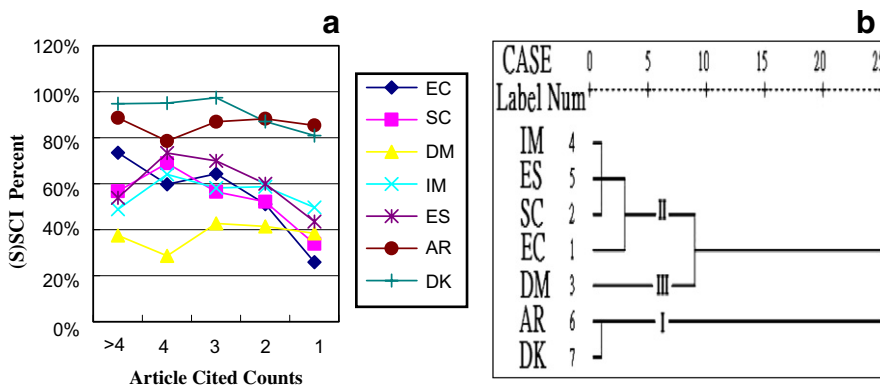 a
120%
100%
80%
60%
40%
20%
0%
(S)SCI Percent
>4 4 3 2 1
Article Cited Counts
EC
SC
DM
IM
ES
AR
DK
b
CASE 0 5 10 15 20 25
Label Num
IM 4
ES 5
SC 2
II
EC 1
DM 3 III
AR 6 I
DK 7